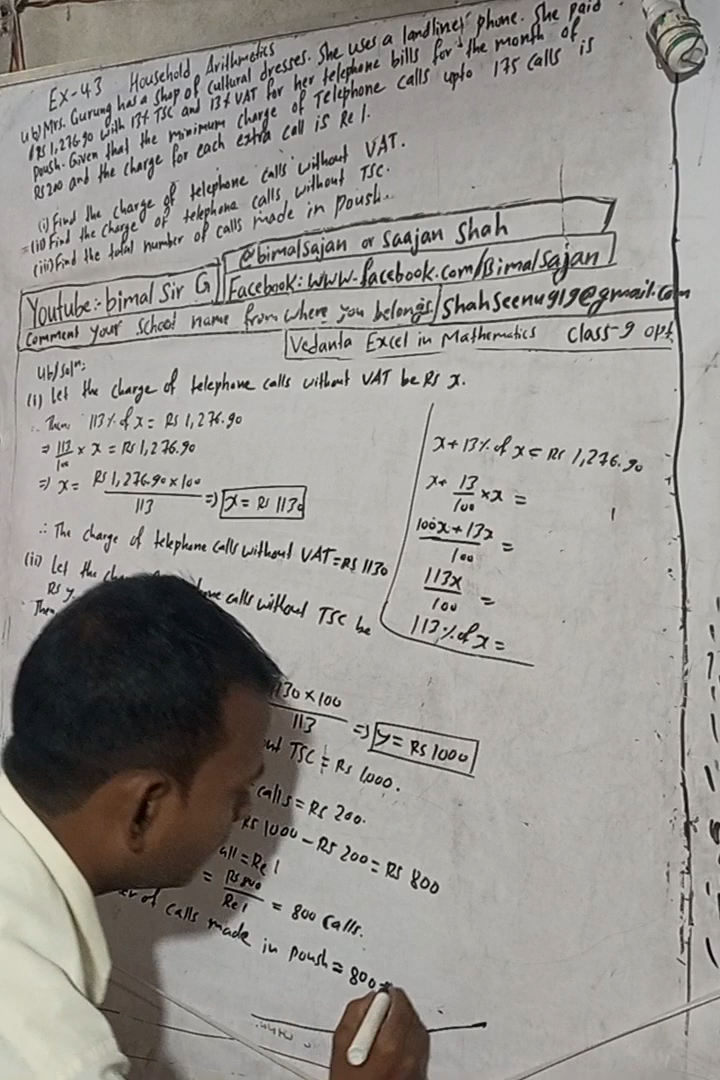 Ex-4.3 Household Arithmetics
4b) Mrs. Gurung has a shop of cultural dresses. She uses a landline phone. She paid
Rs 1,276.90 with 13% TSC and 13% VAT for her telephone bills for the month of
Poush. Given that the minimum charge of Telephone calls upto 175 calls is
Rs 200 and the charge for each extra call is Re 1.
(i) Find the charge of telephone calls without VAT.
(ii) Find the charge of telephone calls without TSC.
(iii) Find the total number of calls made in Poush.
@bimalsajan or Saajan Shah
Youtube:- bimal Sir G
Facebook: www.facebook.com/Bimalsajan
Comment your School name from where you belongs
Shahseenu919@gmail.com
Vedanta Excel in Mathematics Class-9 opt
4b/Solⁿ:
(i) Let the charge of telephone calls without VAT be Rs x.
∴ Then, 113% of x = Rs 1,276.90
⇒ 113/100 × x = Rs 1,276.90
⇒ x = Rs 1,276.90 × 100 / 113 ⇒ x = Rs 1130
∴ The charge of telephone calls without VAT = Rs 1130
x + 13% of x = Rs 1,276.90
x + 13/100 × x =
100x + 13x / 100 =
113x / 100 =
113% of x =
(ii) Let the calls without TSC be
Rs y.
Then
1130 × 100 / 113 ⇒ y = Rs 1000
TSC = Rs 1000.
calls = Rs 200.
Rs 1000 - Rs 200 = Rs 800
= Re 1
= Rs 800 / Re 1 = 800 calls.
of calls made in Poush = 800